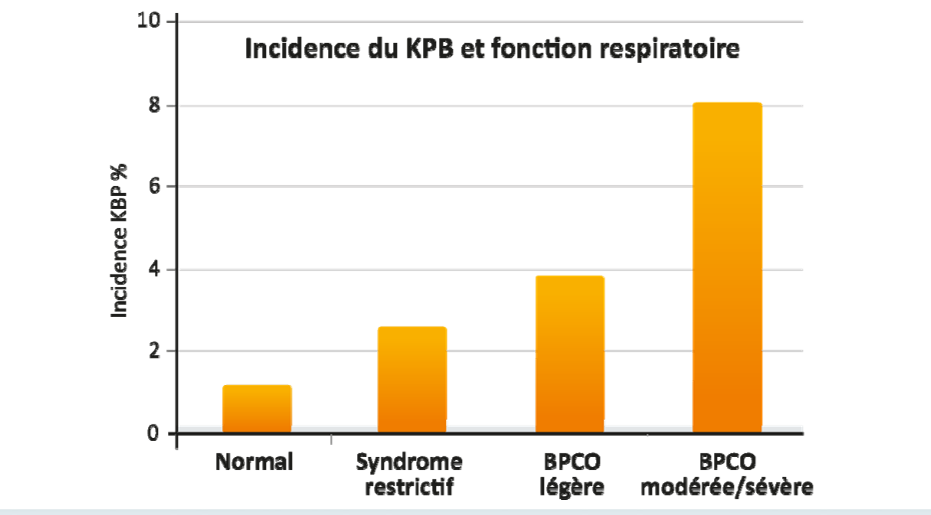 Incidence du KPB et fonction respiratoire
Incidence KBP %
10
8
6
4
2
0
Normal
Syndrome
restrictif
BPCO
légère
BPCO
modérée/sévère